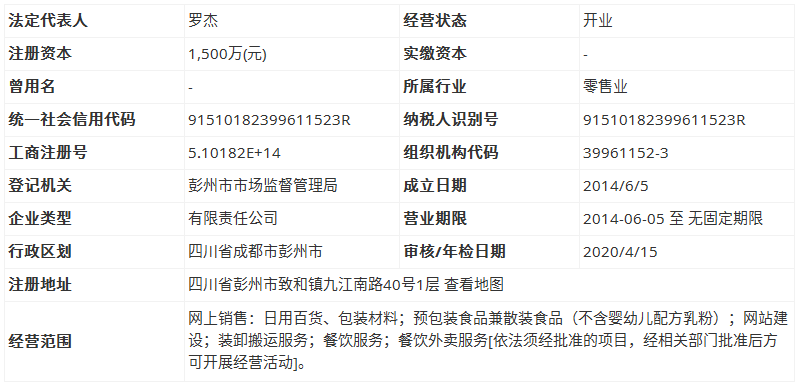 法定代表人 罗杰 经营状态 开业
注册资本 1,500万(元) 实缴资本 -
曾用名 - 所属行业 零售业
统一社会信用代码 91510182399611523R 纳税人识别号 91510182399611523R
工商注册号 5.10182E+14 组织机构代码 39961152-3
登记机关 彭州市市场监督管理局 成立日期 2014/6/5
企业类型 有限责任公司 营业期限 2014-06-05 至 无固定期限
行政区划 四川省成都市彭州市 审核/年检日期 2020/4/15
注册地址 四川省彭州市致和镇九江南路40号1层 查看地图
经营范围 网上销售：日用百货、包装材料；预包装食品兼散装食品（不含婴幼儿配方乳粉）；网站建
设；装卸搬运服务；餐饮服务；餐饮外卖服务[依法须经批准的项目，经相关部门批准后方
可开展经营活动]。